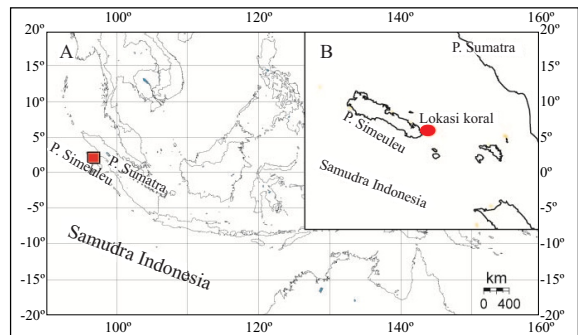 100º 120º 140º 160º
20º 20º
15º 15º
10º 10º
5º 5º
0º 0º
-5º -5º
-10º -10º
-15º -15º
-20º -20º
100º 120º 140º 160º
A
P. Simeuleu
P. Sumatra
Samudra Indonesia
B
P. Sumatra
Lokasi koral
P. Simeuleu
Samudra Indonesia
km
0 400